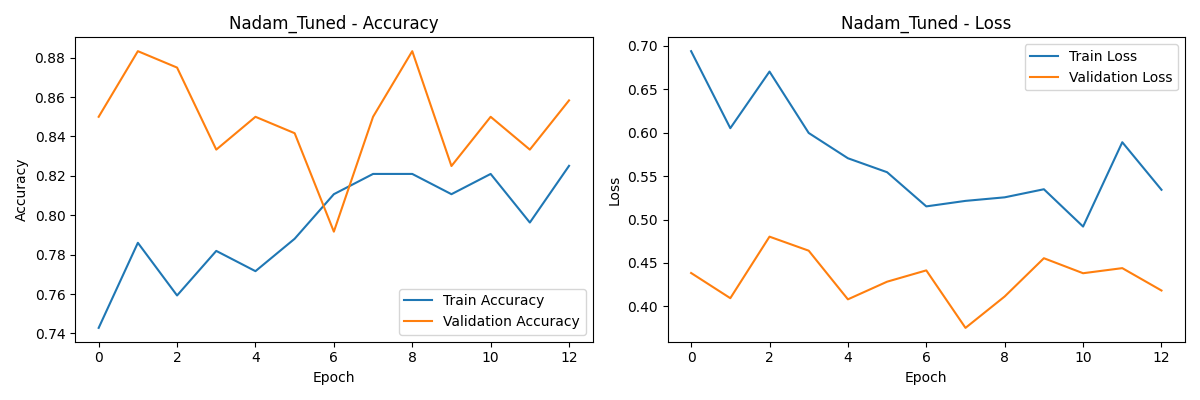 Nadam_Tuned - Accuracy
Accuracy
0.88
0.86
0.84
0.82
0.80
0.78
0.76
0.74
0 2 4 6 8 10 12
Epoch
Train Accuracy
Validation Accuracy
Nadam_Tuned - Loss
Loss
0.70
0.65
0.60
0.55
0.50
0.45
0.40
0 2 4 6 8 10 12
Epoch
Train Loss
Validation Loss